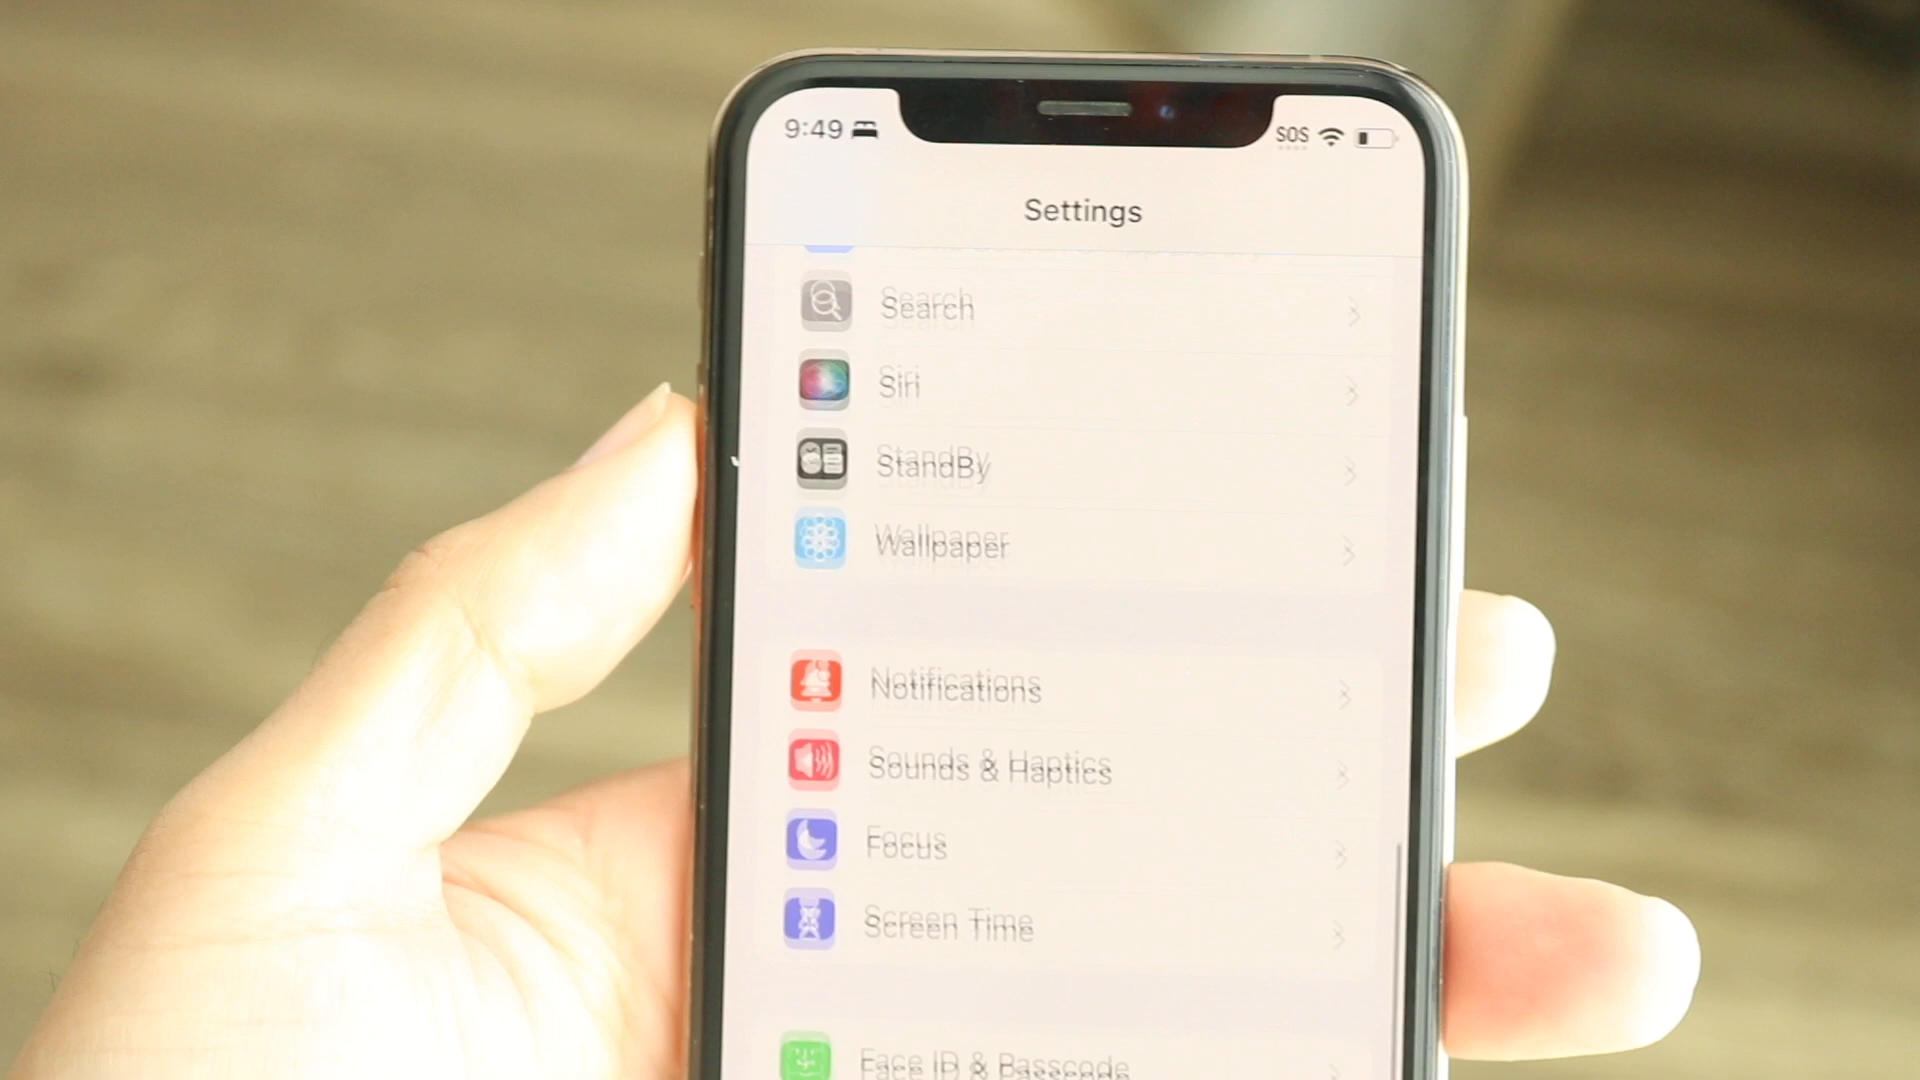 9:49 SOS
Settings
Search
Siri
StandBy
Wallpaper
Notifications
Sounds & Haptics
Focus
Screen Time
Face ID & Passcode